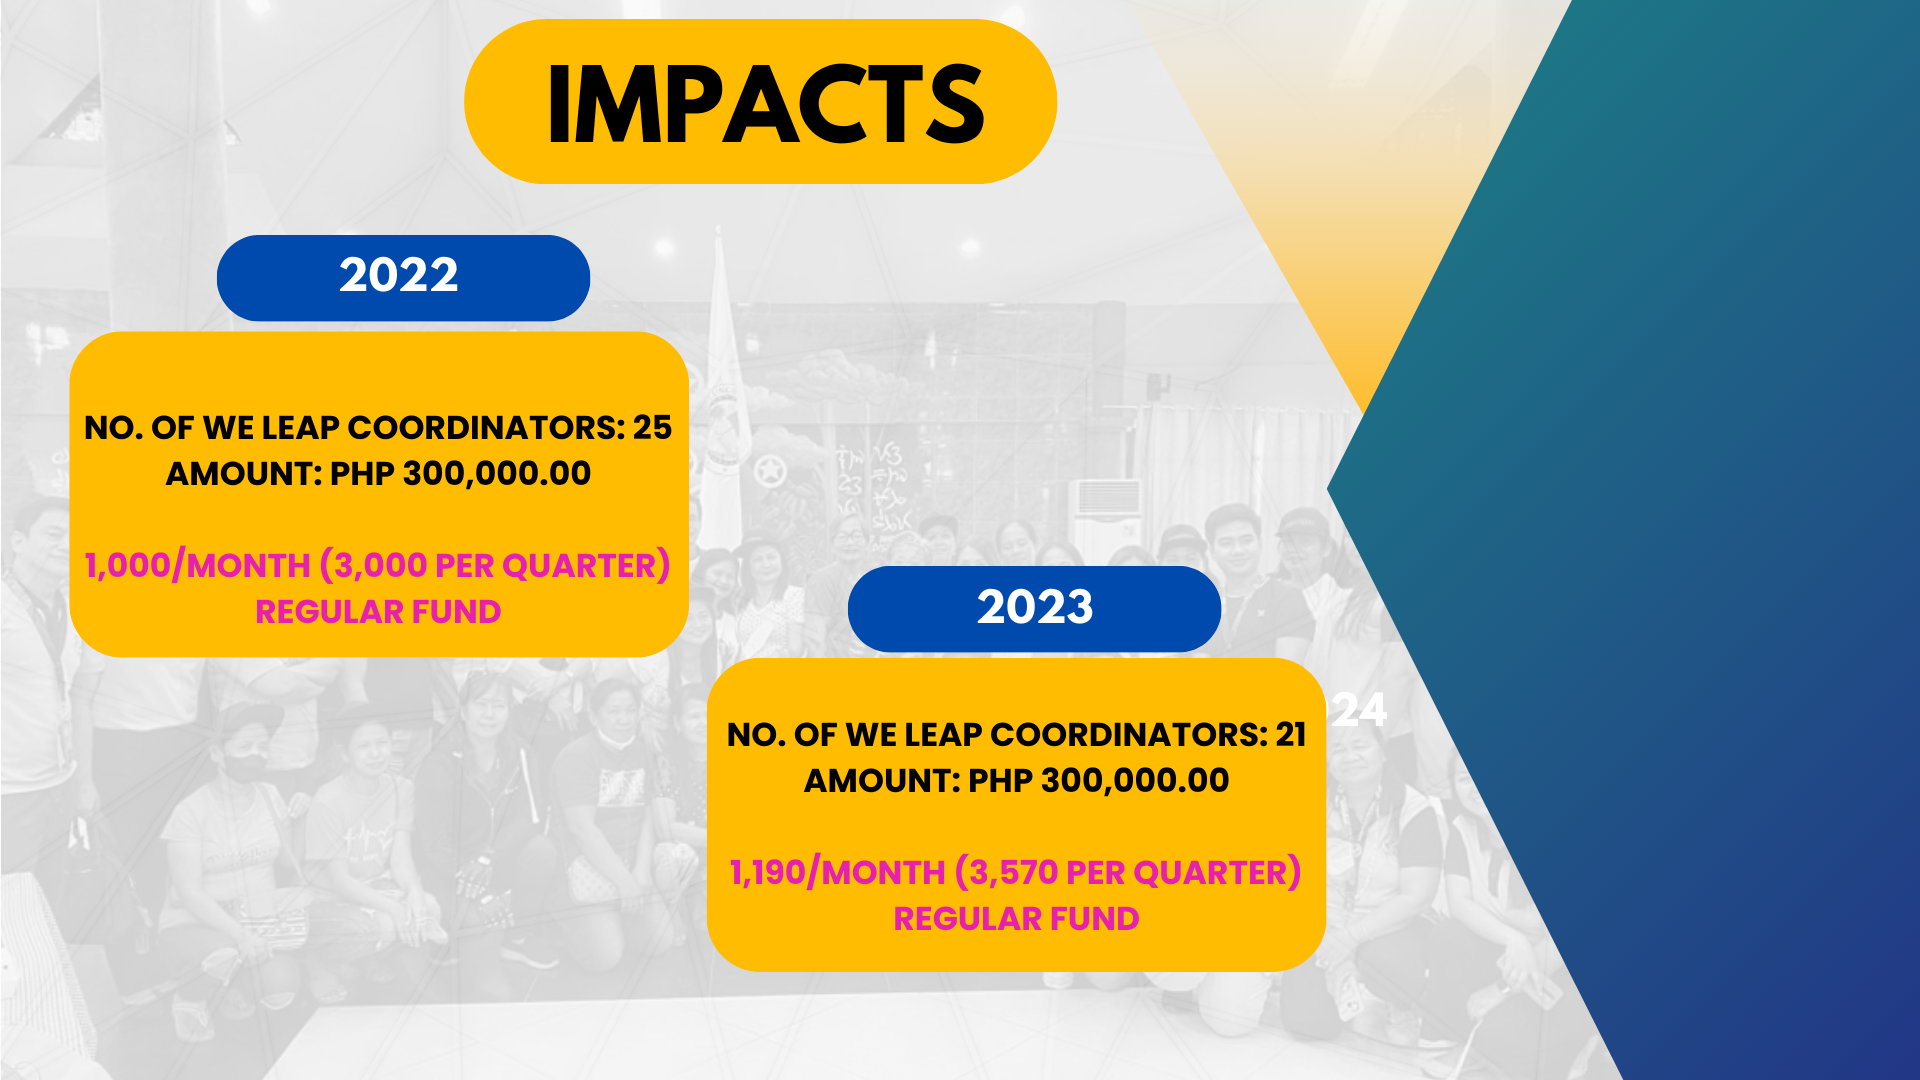 IMPACTS
2022
NO. OF WE LEAP COORDINATORS: 25
AMOUNT: PHP 300,000.00
1,000/MONTH (3,000 PER QUARTER)
REGULAR FUND
2023
24
NO. OF WE LEAP COORDINATORS: 21
AMOUNT: PHP 300,000.00
1,190/MONTH (3,570 PER QUARTER)
REGULAR FUND